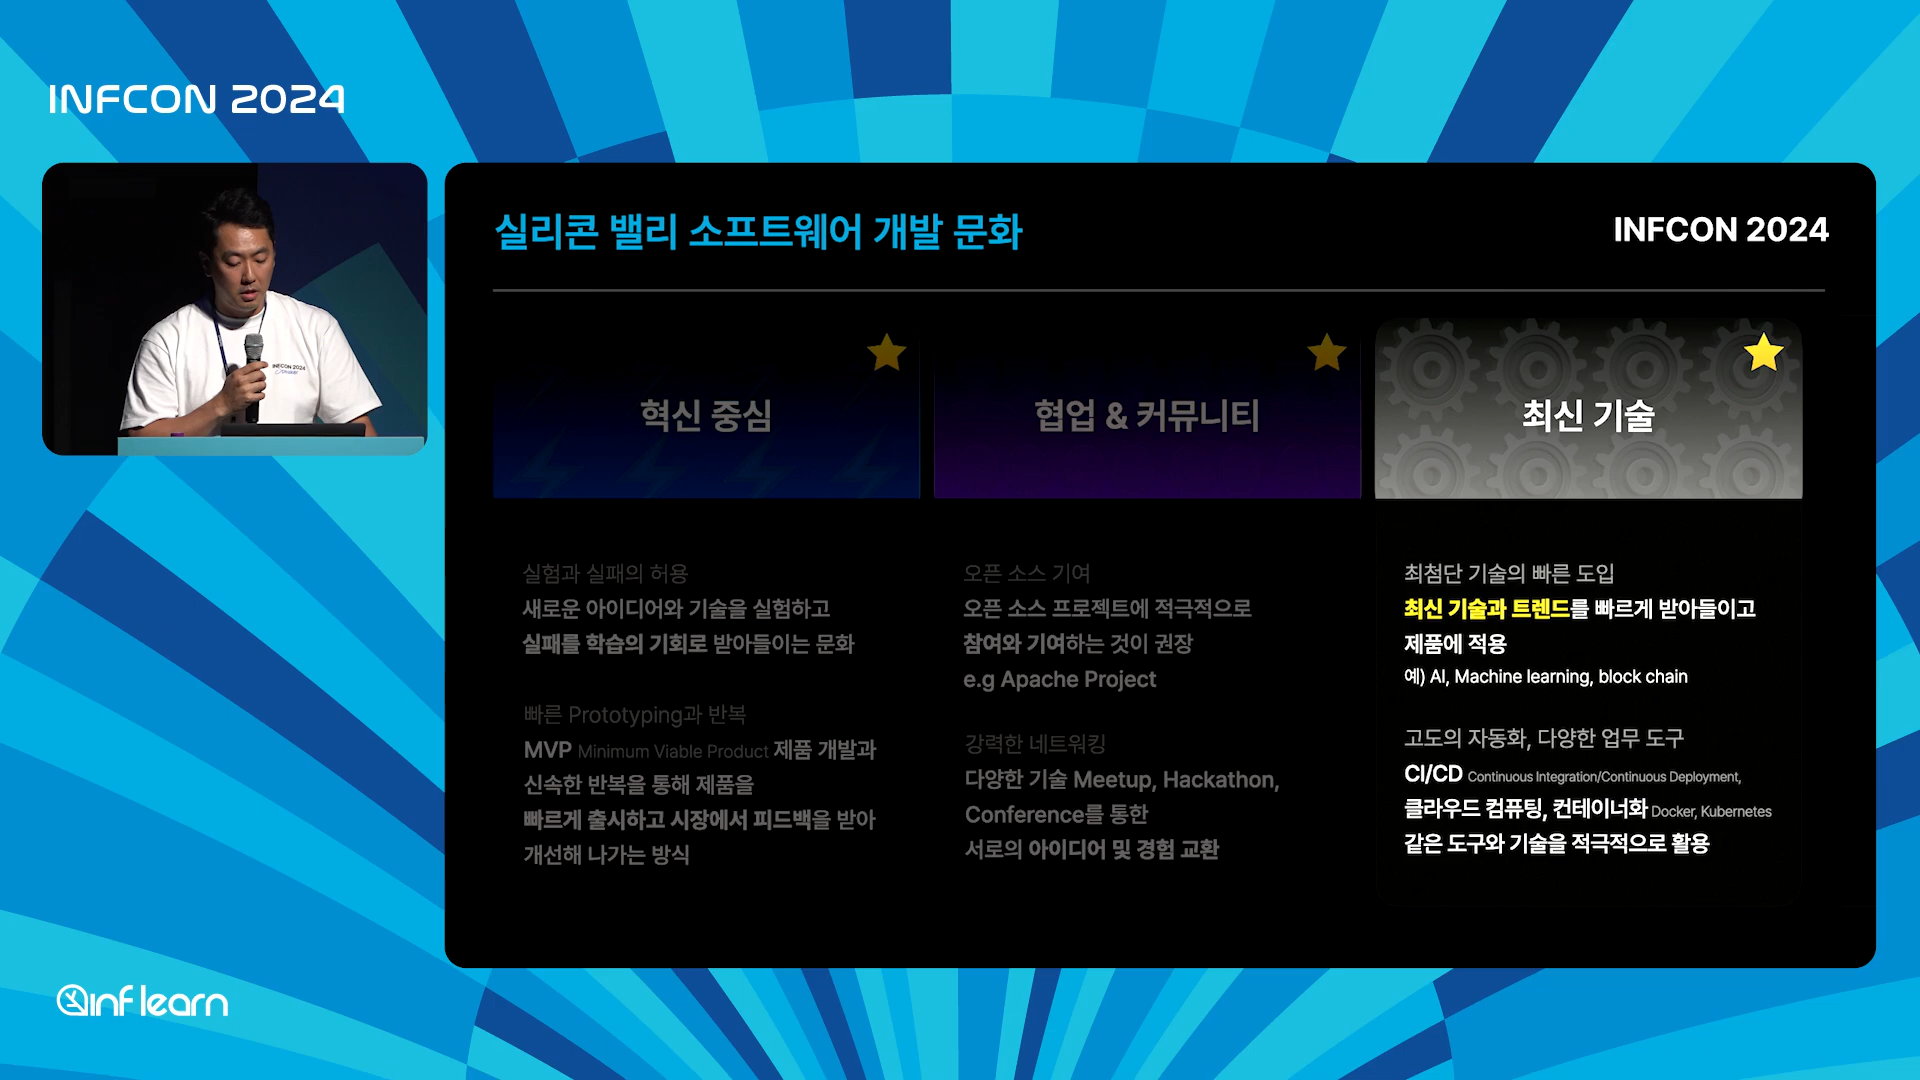 INFCON 2024
실리콘 밸리 소프트웨어 개발 문화
INFCON 2024
혁신 중심
실험과 실패의 허용
새로운 아이디어와 기술을 실험하고
실패를 학습의 기회로 받아들이는 문화
빠른 Prototyping과 반복
MVP Minimum Viable Product 제품 개발과
신속한 반복을 통해 제품을
빠르게 출시하고 시장에서 피드백을 받아
개선해 나가는 방식
협업 & 커뮤니티
오픈 소스 기여
오픈 소스 프로젝트에 적극적으로
참여와 기여하는 것이 권장
e.g Apache Project
강력한 네트워킹
다양한 기술 Meetup, Hackathon,
Conference를 통한
서로의 아이디어 및 경험 교환
최신 기술
최첨단 기술의 빠른 도입
최신 기술과 트렌드를 빠르게 받아들이고
제품에 적용
예) AI, Machine learning, block chain
고도의 자동화, 다양한 업무 도구
CI/CD Continuous Integration/Continuous Deployment,
클라우드 컴퓨팅, 컨테이너화 Docker, Kubernetes
같은 도구와 기술을 적극적으로 활용
INFCON 2024
inflearn